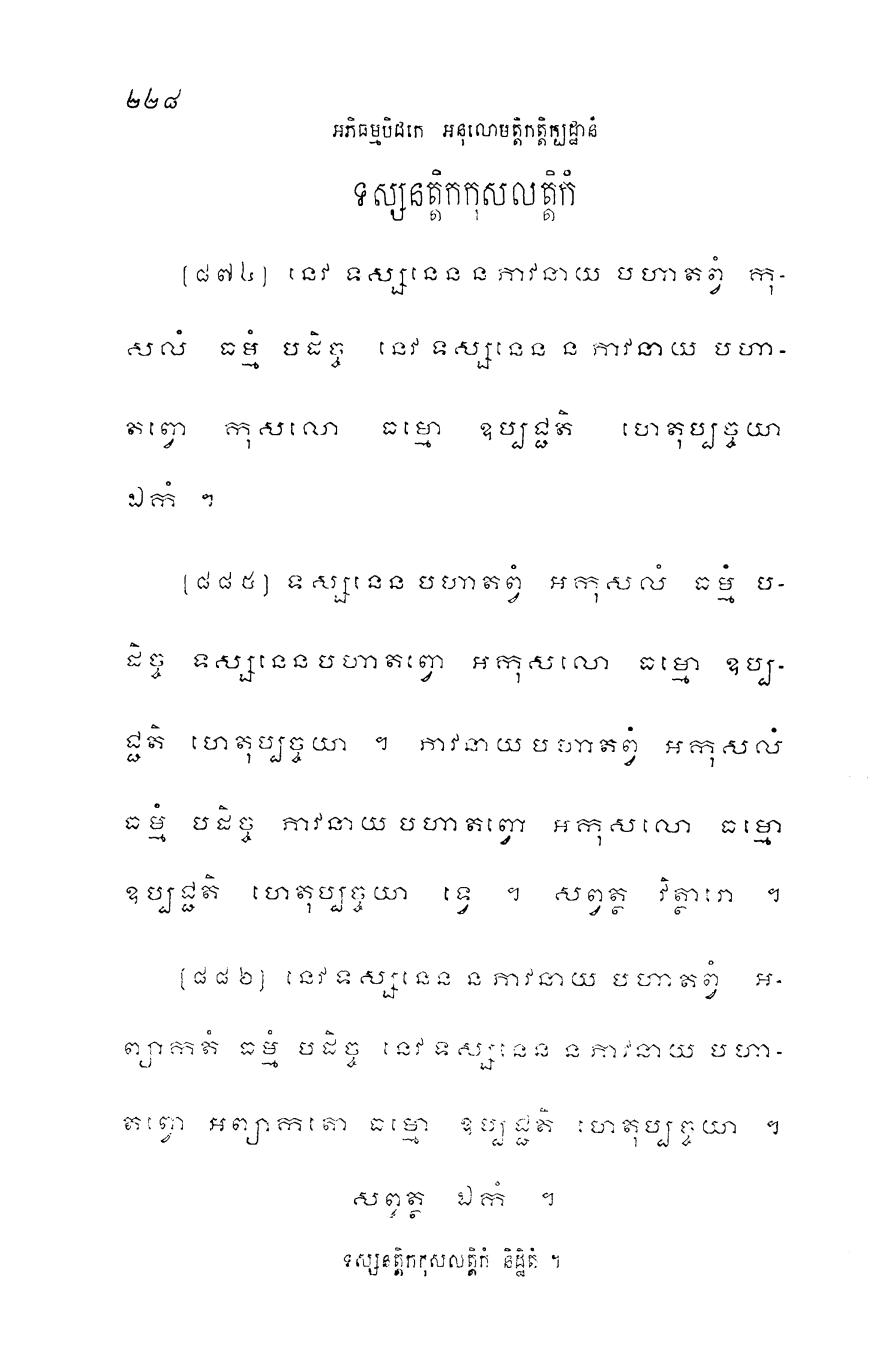 ២២៨
អភិធម្មបិដកេ អនុលោមត្តិកត្តិកប្បដ្ឋានំ
ទស្សនត្តិកកុសលត្តិកំ
[៨៧៤] នេវ ទស្សនេន ន ភាវនាយ បហាតព្វំ កុ-
សលំ ធម្មំ បដិច្ច នេវ ទស្សនេន ន ភាវនាយ បហា-
តព្វោ កុសលោ ធម្មោ ឧប្បជ្ជតិ ហេតុប្បច្ចយា
ឯកំ ។
[៨៨៥] ទស្សនេន បហាតព្វំ អកុសលំ ធម្មំ ប-
ដិច្ច ទស្សនេន បហាតព្វោ អកុសលោ ធម្មោ ឧប្ប-
ជ្ជតិ ហេតុប្បច្ចយា ។ ភាវនាយ បហាតព្វំ អកុសលំ
ធម្មំ បដិច្ច ភាវនាយ បហាតព្វោ អកុសលោ ធម្មោ
ឧប្បជ្ជតិ ហេតុប្បច្ចយា ទ្វេ ។ សព្វត្ថ វិត្ថារោ ។
[៨៨៦] នេវ ទស្សនេន ន ភាវនាយ បហាតព្វំ អ-
ព្យាកតំ ធម្មំ បដិច្ច នេវ ទស្សនេន ន ភាវនាយ បហា-
តព្វោ អព្យាកតោ ធម្មោ ឧប្បជ្ជតិ ហេតុប្បច្ចយា ។
សព្វត្ថ ឯកំ ។
ទស្សនត្តិកកុសលត្តិកំ និដ្ឋិតំ ។